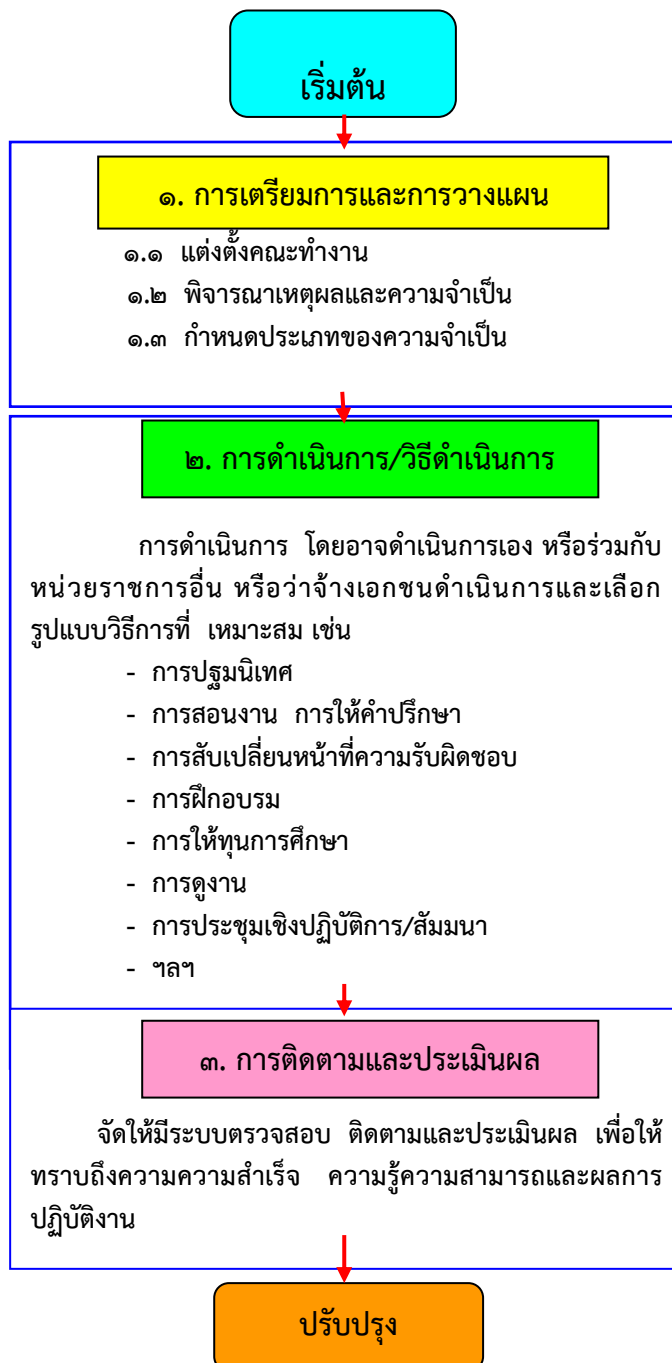 เริ่มต้น
๑. การเตรียมการและการวางแผน
๑.๑ แต่งตั้งคณะทำงาน
๑.๒ พิจารณาเหตุผลและความจำเป็น
๑.๓ กำหนดประเภทของความจำเป็น
๒. การดำเนินการ/วิธีดำเนินการ
การดำเนินการ โดยอาจดำเนินการเอง หรือร่วมกับ
หน่วยราชการอื่น หรือว่าจ้างเอกชนดำเนินการและเลือก
รูปแบบวิธีการที่ เหมาะสม เช่น
- การปฐมนิเทศ
- การสอนงาน การให้คำปรึกษา
- การสับเปลี่ยนหน้าที่ความรับผิดชอบ
- การฝึกอบรม
- การให้ทุนการศึกษา
- การดูงาน
- การประชุมเชิงปฏิบัติการ/สัมมนา
- ฯลฯ
๓. การติดตามและประเมินผล
จัดให้มีระบบตรวจสอบ ติดตามและประเมินผล เพื่อให้
ทราบถึงความความสำเร็จ ความรู้ความสามารถและผลการ
ปฏิบัติงาน
ปรับปรุง